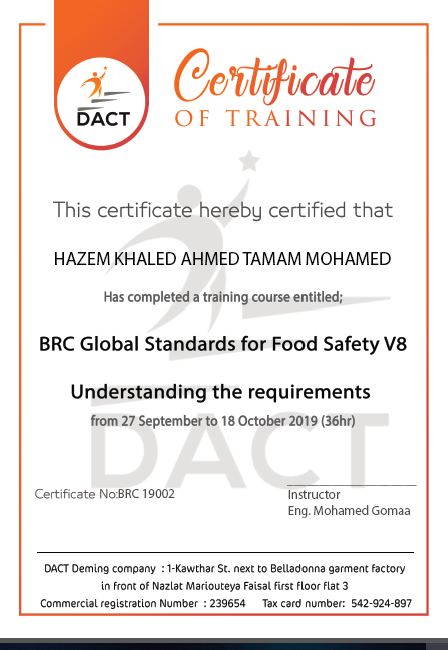 DACT
Certificate
OF TRAINING
This certificate hereby certified that
HAZEM KHALED AHMED TAMAM MOHAMED
Has completed a training course entitled;
BRC Global Standards for Food Safety V8
Understanding the requirements
from 27 September to 18 October 2019 (36hr)
DACT
Certificate No:BRC 19002
Instructor
Eng. Mohamed Gomaa
DACT Deming company : 1-Kawthar St. next to Belladonna garment factory
in front of Nazlat Mariouteya Faisal first floor flat 3
Commercial registration Number : 239654 Tax card number: 542-924-897